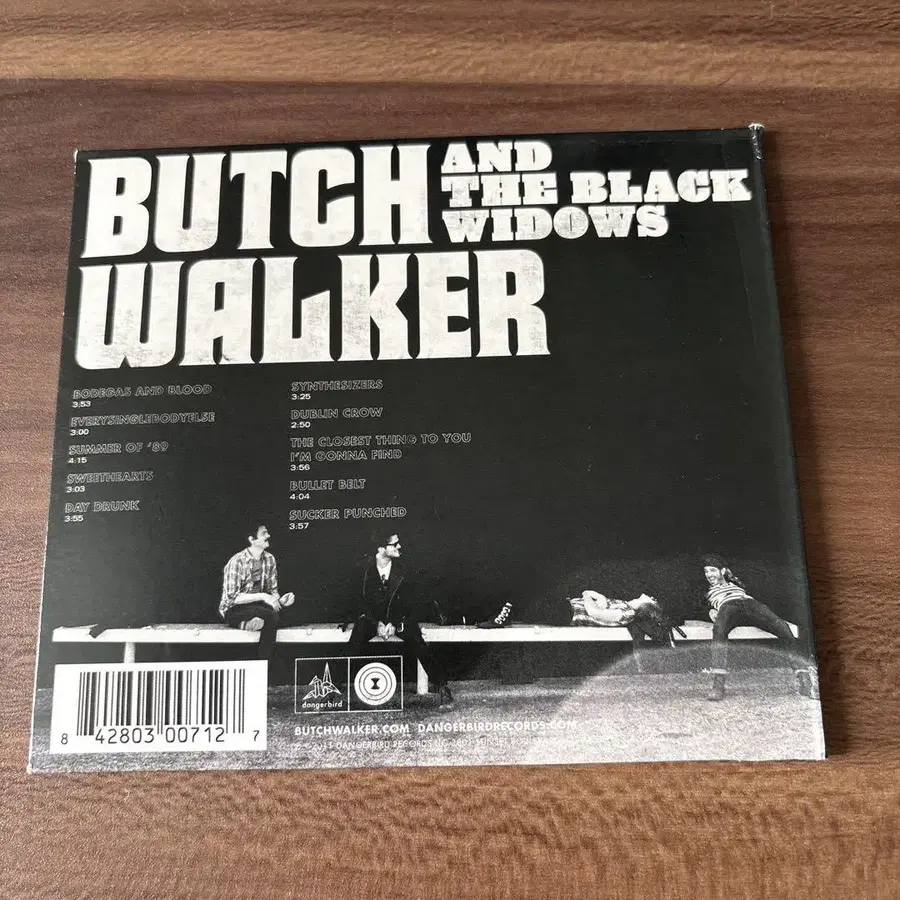 BUTCH
AND
THE BLACK
WIDOWS
WALKER
BODEGAS AND BLOOD
3:53
EVERYSINGLEBODYELSE
3:00
SUMMER OF '89
4:15
SWEETHEARTS
3:03
DAY DRUNK
3:55
SYNTHESIZERS
3:25
DUBLIN CROW
2:50
THE CLOSEST THING TO YOU
I'M GONNA FIND
3:56
BULLET BELT
4:04
SUCKER PUNCHED
3:57
dangerbird
8 42803 00712 7
BUTCHWALKER.COM DANGERBIRDRECORDS.COM
© 2011 DANGERBIRD RECORDS